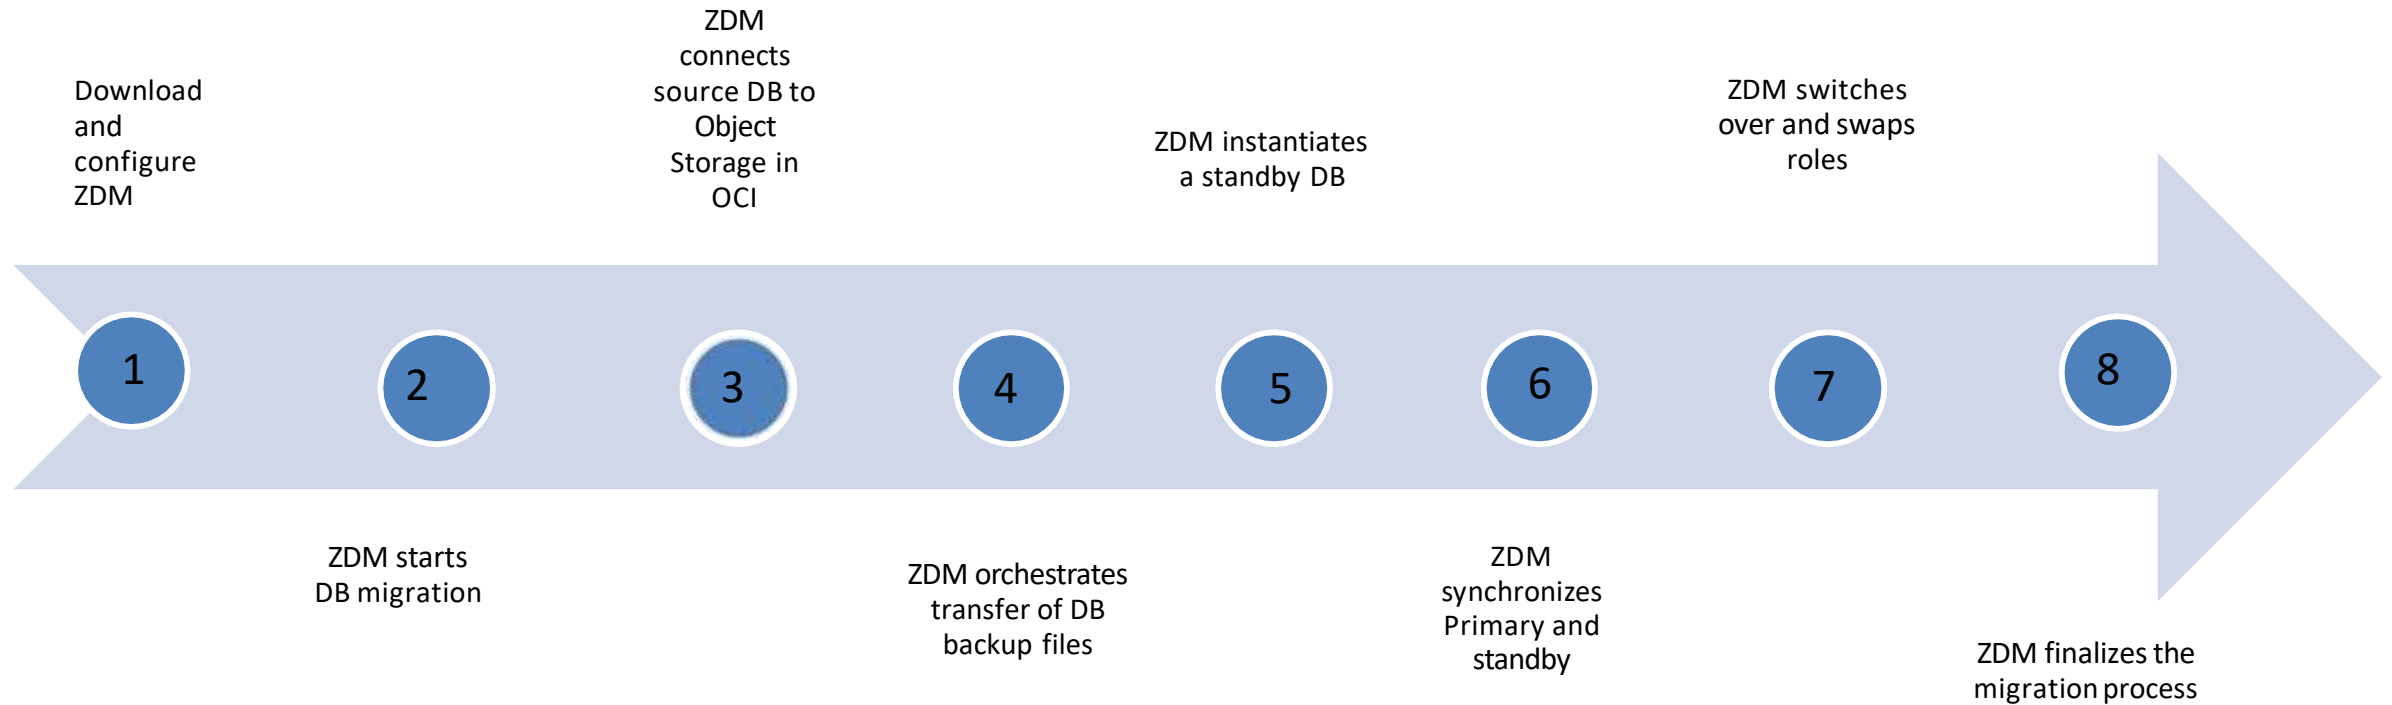 Download
and
configure
ZDM
ZDM
connects
source DB to
Object
Storage in
OCI
ZDM instantiates
a standby DB
ZDM switches
over and swaps
roles
1
2
3
4
5
6
7
8
ZDM starts
DB migration
ZDM orchestrates
transfer of DB
backup files
ZDM
synchronizes
Primary and
standby
ZDM finalizes the
migration process